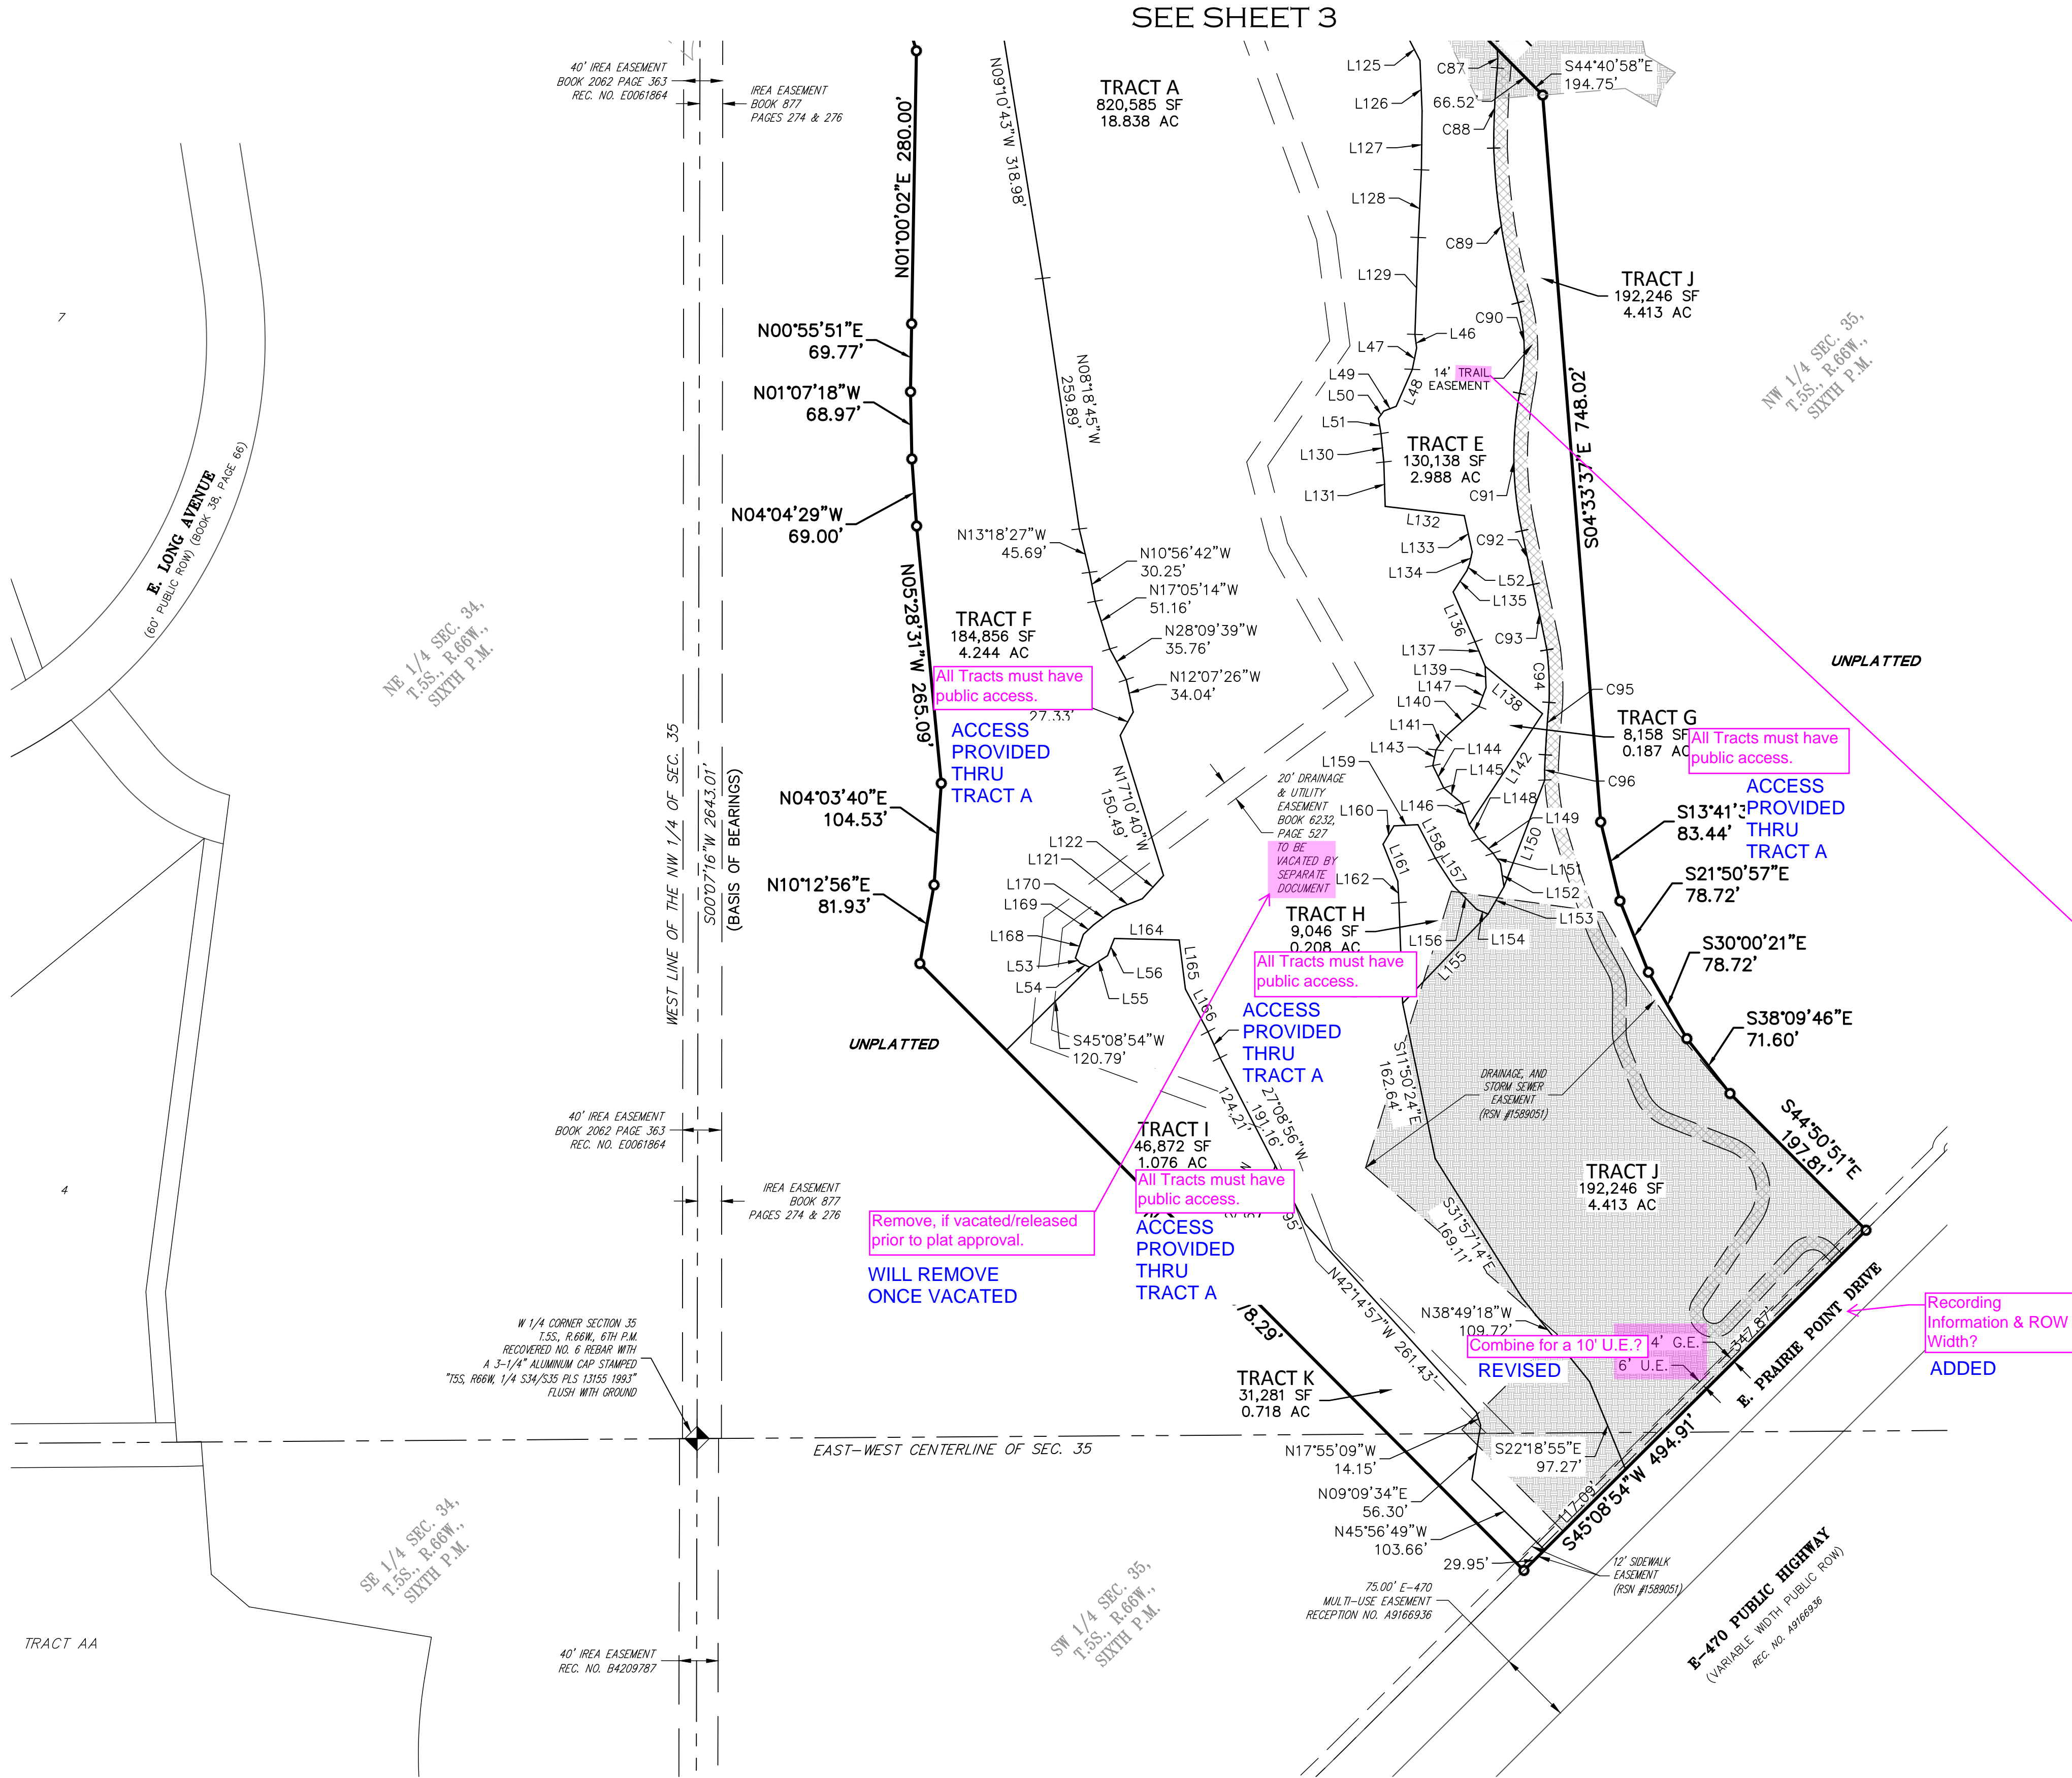 SEE SHEET 3
40' IREA EASEMENT
BOOK 2062 PAGE 363
REC. NO. E0061864
IREA EASEMENT
BOOK 877
PAGES 274 & 276
N01°00'02"E 280.00'
N09°10'43"W 318.98'
TRACT A
820,585 SF
18.838 AC
L125
L126
L127
L128
L129
C87
66.52'
C88
S44°40'58"E
194.75'
C89
TRACT J
192,246 SF
4.413 AC
C90
L46
L47
14' TRAIL
EASEMENT
L49
L48
L50
L51
L130
L131
TRACT E
130,138 SF
2.988 AC
C91
S04°33'37"E 748.02'
NW 1/4 SEC. 35,
T.5S., R.66W.,
SIXTH P.M.
7
N00°55'51"E
69.77'
N01°07'18"W
68.97'
N04°04'29"W
69.00'
N08°18'45"W
259.89'
E. LONG AVENUE
(60' PUBLIC ROW) (BOOK 38, PAGE 66)
N13°18'27"W
45.69'
N10°56'42"W
30.25'
N17°05'14"W
51.16'
N28°09'39"W
35.76'
N12°07'26"W
34.04'
27.33'
L132
L133
C92
L134
L52
L135
L136
C93
L137
L139
L147
L138
C94
L140
C95
L141
L143
L144
L142
L145
C96
NE 1/4 SEC. 34,
T.5S., R.66W.,
SIXTH P.M.
N05°28'31"W 265.09'
TRACT F
184,856 SF
4.244 AC
All Tracts must have
public access.
ACCESS
PROVIDED
THRU
TRACT A
UNPLATTED
TRACT G
8,158 SF
0.187 AC
All Tracts must have
public access.
ACCESS
PROVIDED
THRU
TRACT A
WEST LINE OF THE NW 1/4 OF SEC. 35
S00°07'16"W 2643.01'
(BASIS OF BEARINGS)
N04°03'40"E
104.53'
N10°12'56"E
81.93'
N17°10'40"W
150.49'
L159
20' DRAINAGE
& UTILITY
EASEMENT
BOOK 6232,
PAGE 527
TO BE
VACATED BY
SEPARATE
DOCUMENT
L146
L148
L160
L149
L158
L150
L161
L157
L151
L162
L152
L153
L156
L154
L155
S13°41'3
83.44'
S21°50'57"E
78.72'
S30°00'21"E
78.72'
S38°09'46"E
71.60'
S44°50'51"E
197.81'
L122
L121
L170
L169
L168
L164
L53
L56
L54
L55
L165
L166
TRACT H
9,046 SF
0.208 AC
All Tracts must have
public access.
ACCESS
PROVIDED
THRU
TRACT A
UNPLATTED
S45°08'54"W
120.79'
S11°50'24"E
162.64'
DRAINAGE, AND
STORM SEWER
EASEMENT
(RSN #1589051)
40' IREA EASEMENT
BOOK 2062 PAGE 363
REC. NO. E0061864
124.21'
191.16'
27°08'56"W
TRACT I
46,872 SF
1.076 AC
All Tracts must have
public access.
ACCESS
PROVIDED
THRU
TRACT A
95'
TRACT J
192,246 SF
4.413 AC
4
IREA EASEMENT
BOOK 877
PAGES 274 & 276
Remove, if vacated/released
prior to plat approval.
WILL REMOVE
ONCE VACATED
S31°57'14"E
169.11'
N42°14'57"W 261.43'
N38°49'18"W
109.72'
Combine for a 10' U.E.?
REVISED
4' G.E.
6' U.E.
347.87'
E. PRAIRIE POINT DRIVE
Recording
Information & ROW
Width?
ADDED
W 1/4 CORNER SECTION 35
T.5S., R.66W., 6TH P.M.
RECOVERED NO. 6 REBAR WITH
A 3-1/4" ALUMINUM CAP STAMPED
"T5S, R66W, 1/4 S34/S35 PLS 13155 1993"
FLUSH WITH GROUND
78.29'
TRACT K
31,281 SF
0.718 AC
EAST-WEST CENTERLINE OF SEC. 35
N17°55'09"W
14.15'
S22°18'55"E
97.27'
N09°09'34"E
56.30'
N45°56'49"W
103.66'
29.95'
117.09'
S45°08'54"W 494.91'
12' SIDEWALK
EASEMENT
(RSN #1589051)
SE 1/4 SEC. 34,
T.5S., R.66W.,
SIXTH P.M.
SW 1/4 SEC. 35,
T.5S., R.66W.,
SIXTH P.M.
75.00' E-470
MULTI-USE EASEMENT
RECEPTION NO. A9166936
E-470 PUBLIC HIGHWAY
(VARIABLE WIDTH PUBLIC ROW)
REC. NO. A9166936
TRACT AA
40' IREA EASEMENT
REC. NO. B4209787